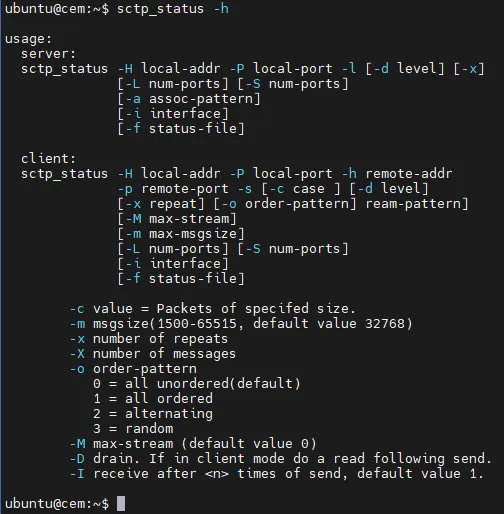 ubuntu@cem:~$ sctp_status -h
usage:
server:
sctp_status -H local-addr -P local-port -l [-d level] [-x]
[-L num-ports] [-S num-ports]
[-a assoc-pattern]
[-i interface]
[-f status-file]
client:
sctp_status -H local-addr -P local-port -h remote-addr
-p remote-port -s [-c case ] [-d level]
[-x repeat] [-o order-pattern] ream-pattern]
[-M max-stream]
[-m max-msgsize]
[-L num-ports] [-S num-ports]
[-i interface]
[-f status-file]
-c value = Packets of specifed size.
-m msgsize(1500-65515, default value 32768)
-x number of repeats
-X number of messages
-o order-pattern
0 = all unordered(default)
1 = all ordered
2 = alternating
3 = random
-M max-stream (default value 0)
-D drain. If in client mode do a read following send.
-I receive after <n> times of send, default value 1.
ubuntu@cem:~$